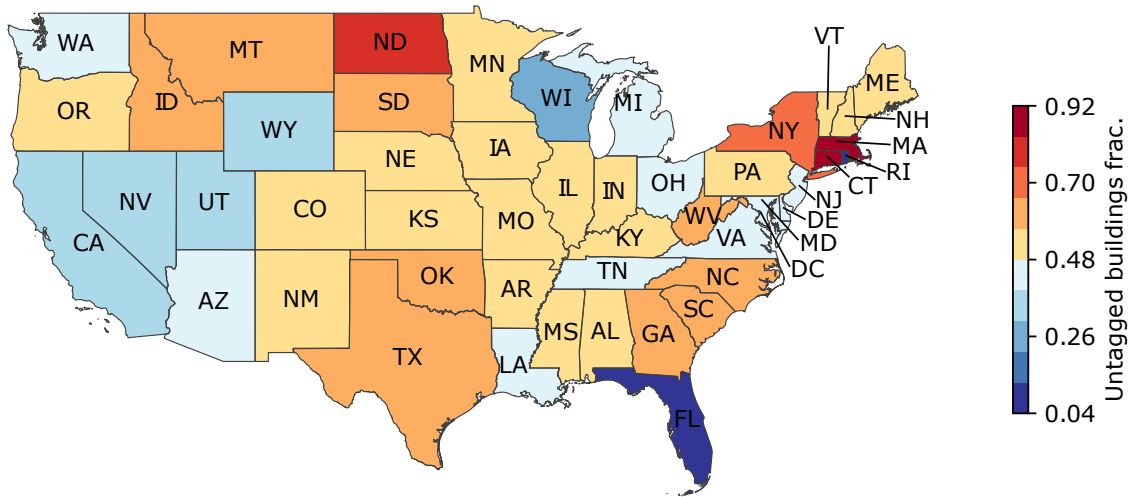 VT
WA
MT
ND
MN
ME
OR
ID
SD
WI
MI
NH
WY
NY
MA
RI
NE
IA
PA
CT
NV
UT
CO
IL
IN
OH
NJ
KS
MO
WV
DE
CA
KY
VA
MD
DC
AZ
NM
OK
AR
TN
NC
SC
TX
MS
AL
GA
LA
FL
0.92
0.70
0.48
0.26
0.04
Untagged buildings frac.